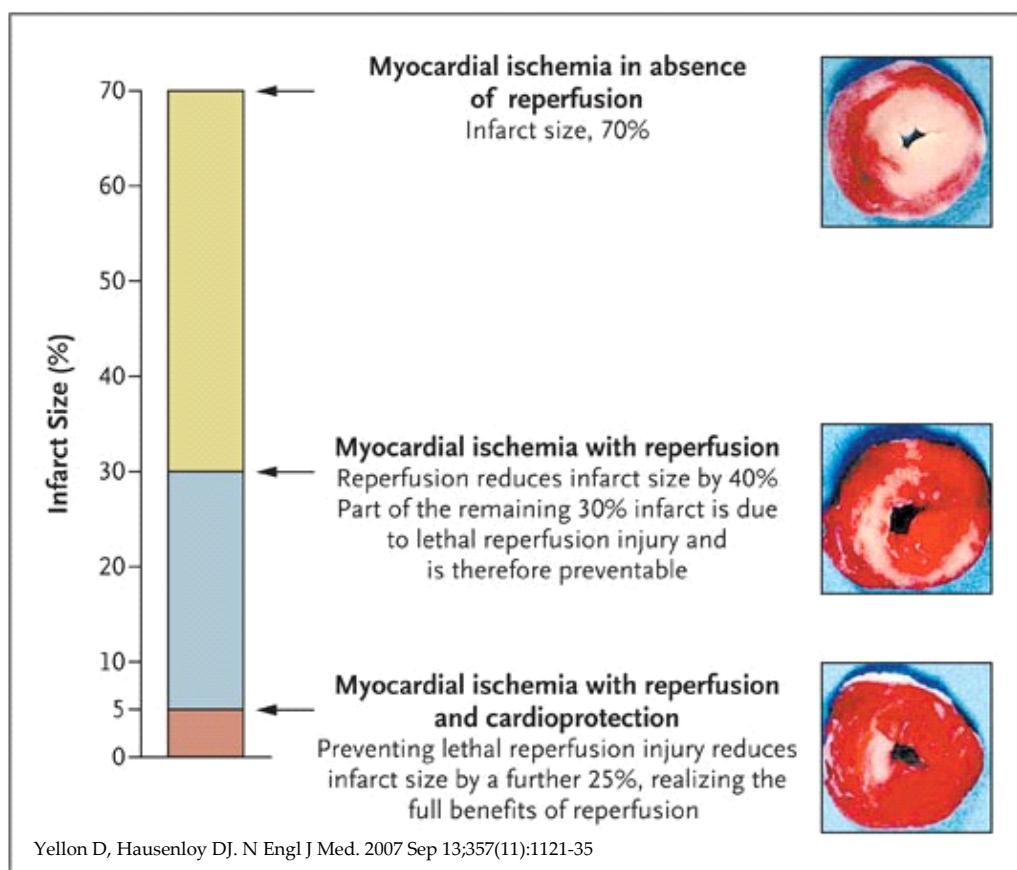 Myocardial ischemia in absence
of reperfusion
Infarct size, 70%
70
60
50
40
30
20
10
5
0
Infarct Size (%)
Myocardial ischemia with reperfusion
Reperfusion reduces infarct size by 40%
Part of the remaining 30% infarct is due
to lethal reperfusion injury and
is therefore preventable
Myocardial ischemia with reperfusion
and cardioprotection
Preventing lethal reperfusion injury reduces
infarct size by a further 25%, realizing the
full benefits of reperfusion
Yellon D, Hausenloy DJ. N Engl J Med. 2007 Sep 13;357(11):1121-35